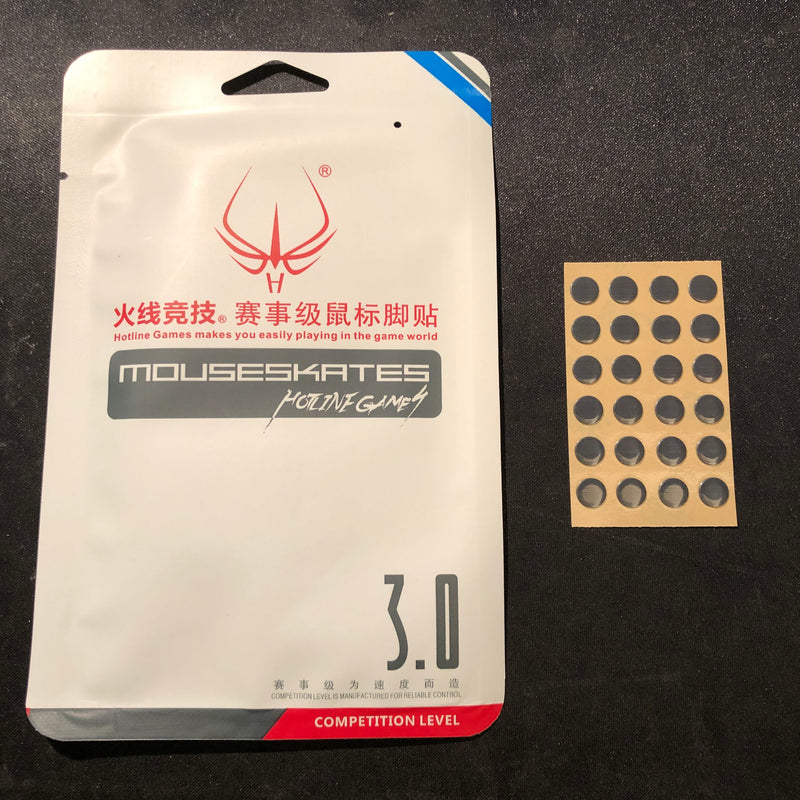 ®
火线竞技® 赛事级鼠标脚贴
Hotline Games makes you easily playing in the game world
MOUSESKATES
HOTLINE GAMES
3.0
赛事级为速度而造
COMPETITION LEVEL IS MANUFACTURED FOR RELIABLE CONTROL
COMPETITION LEVEL